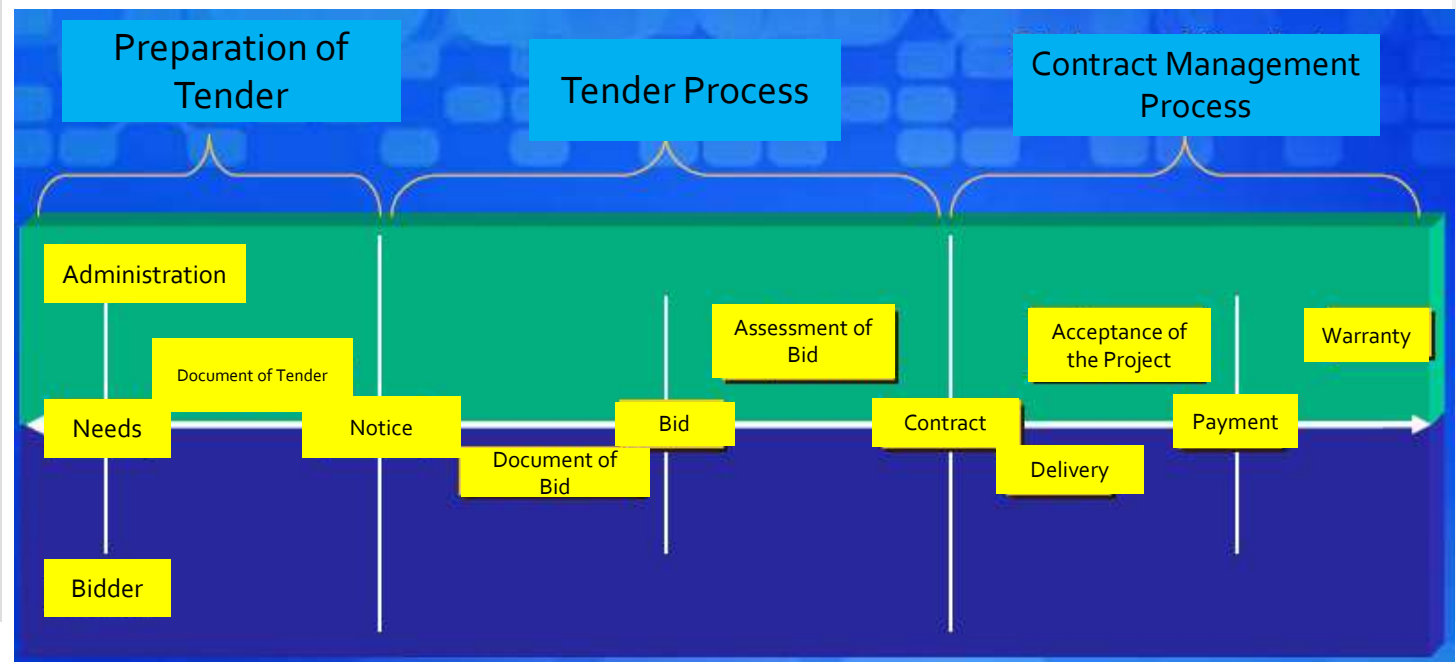 Preparation of
Tender
Tender Process
Contract Management
Process
Administration
Document of Tender
Needs
Notice
Document of
Bid
Bid
Assessment of
Bid
Contract
Acceptance of
the Project
Delivery
Payment
Warranty
Bidder